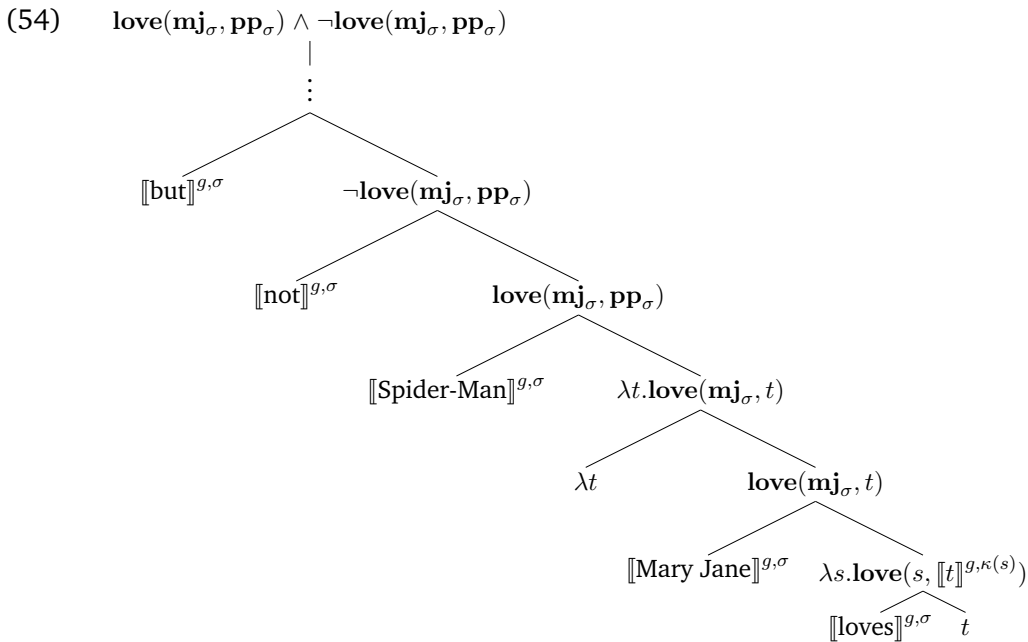 (54) love(mj_σ, pp_σ) ∧ ¬love(mj_σ, pp_σ)
⋮
⟦but⟧^{g,σ} ¬love(mj_σ, pp_σ)
⟦not⟧^{g,σ} love(mj_σ, pp_σ)
⟦Spider-Man⟧^{g,σ} λt.love(mj_σ, t)
λt love(mj_σ, t)
⟦Mary Jane⟧^{g,σ} λs.love(s, ⟦t⟧^{g,κ(s)})
⟦loves⟧^{g,σ} t